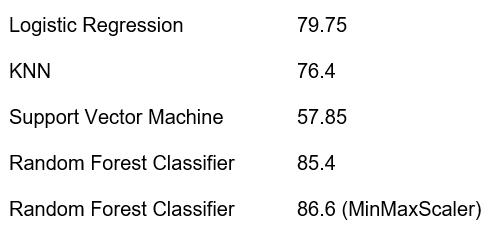 Logistic Regression 79.75
KNN 76.4
Support Vector Machine 57.85
Random Forest Classifier 85.4
Random Forest Classifier 86.6 (MinMaxScaler)